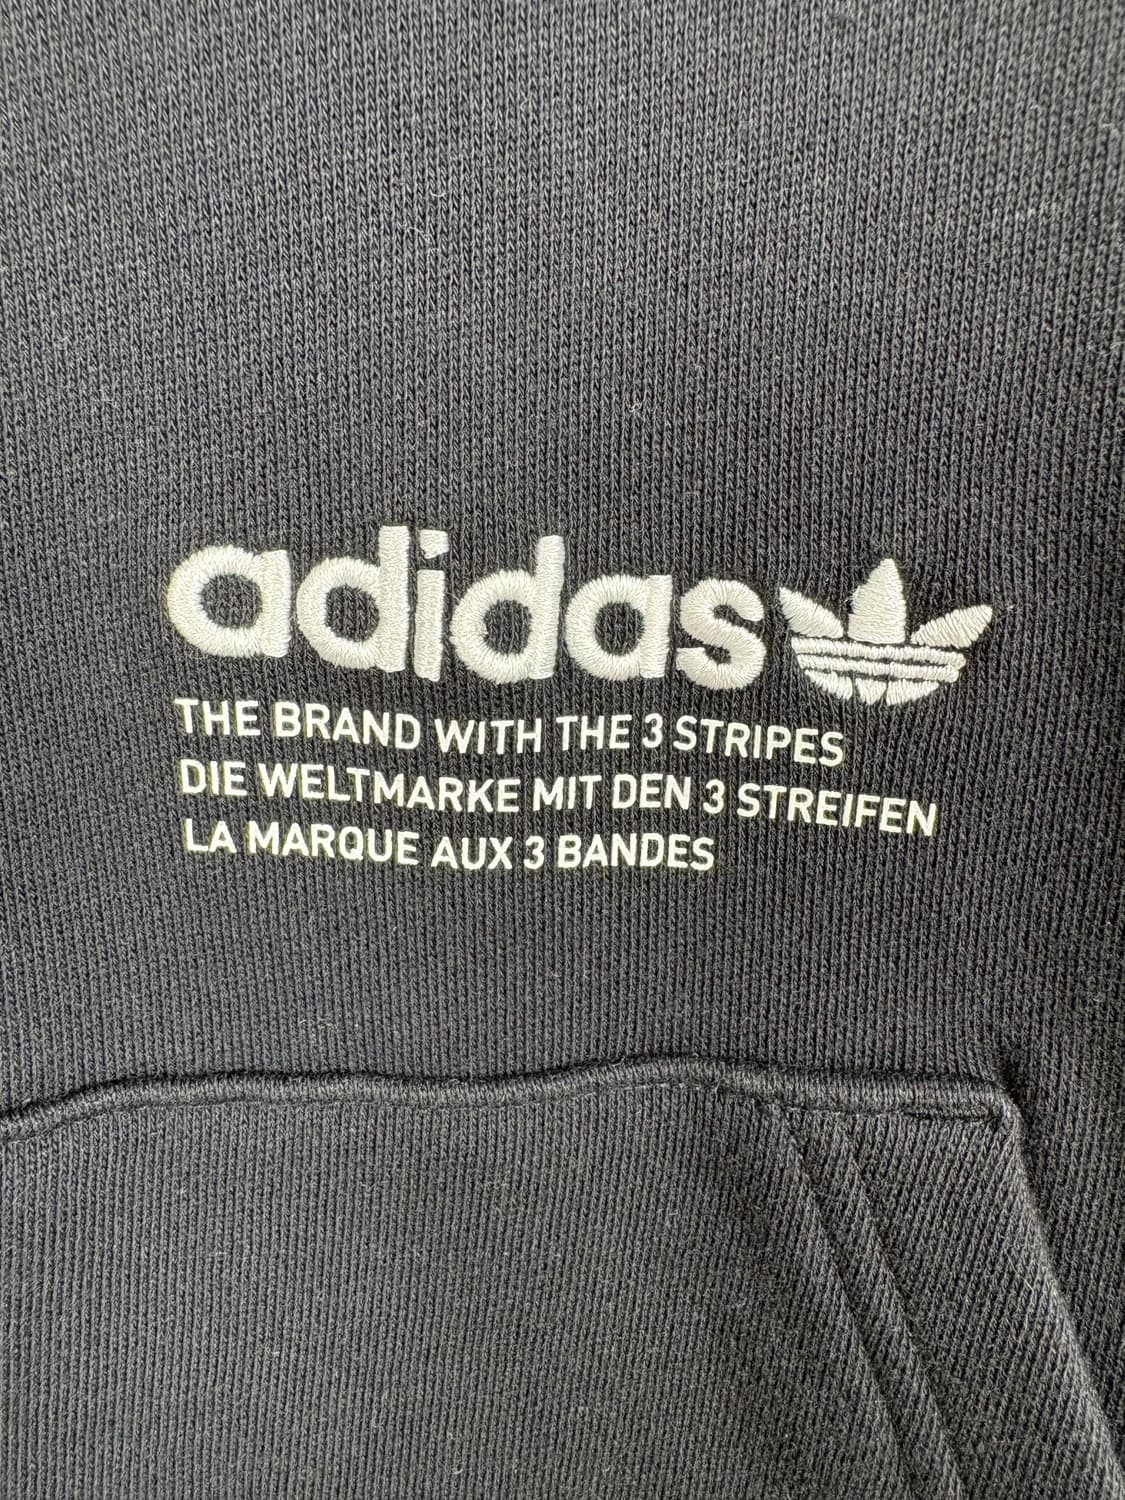 adidas
THE BRAND WITH THE 3 STRIPES
DIE WELTMARKE MIT DEN 3 STREIFEN
LA MARQUE AUX 3 BANDES